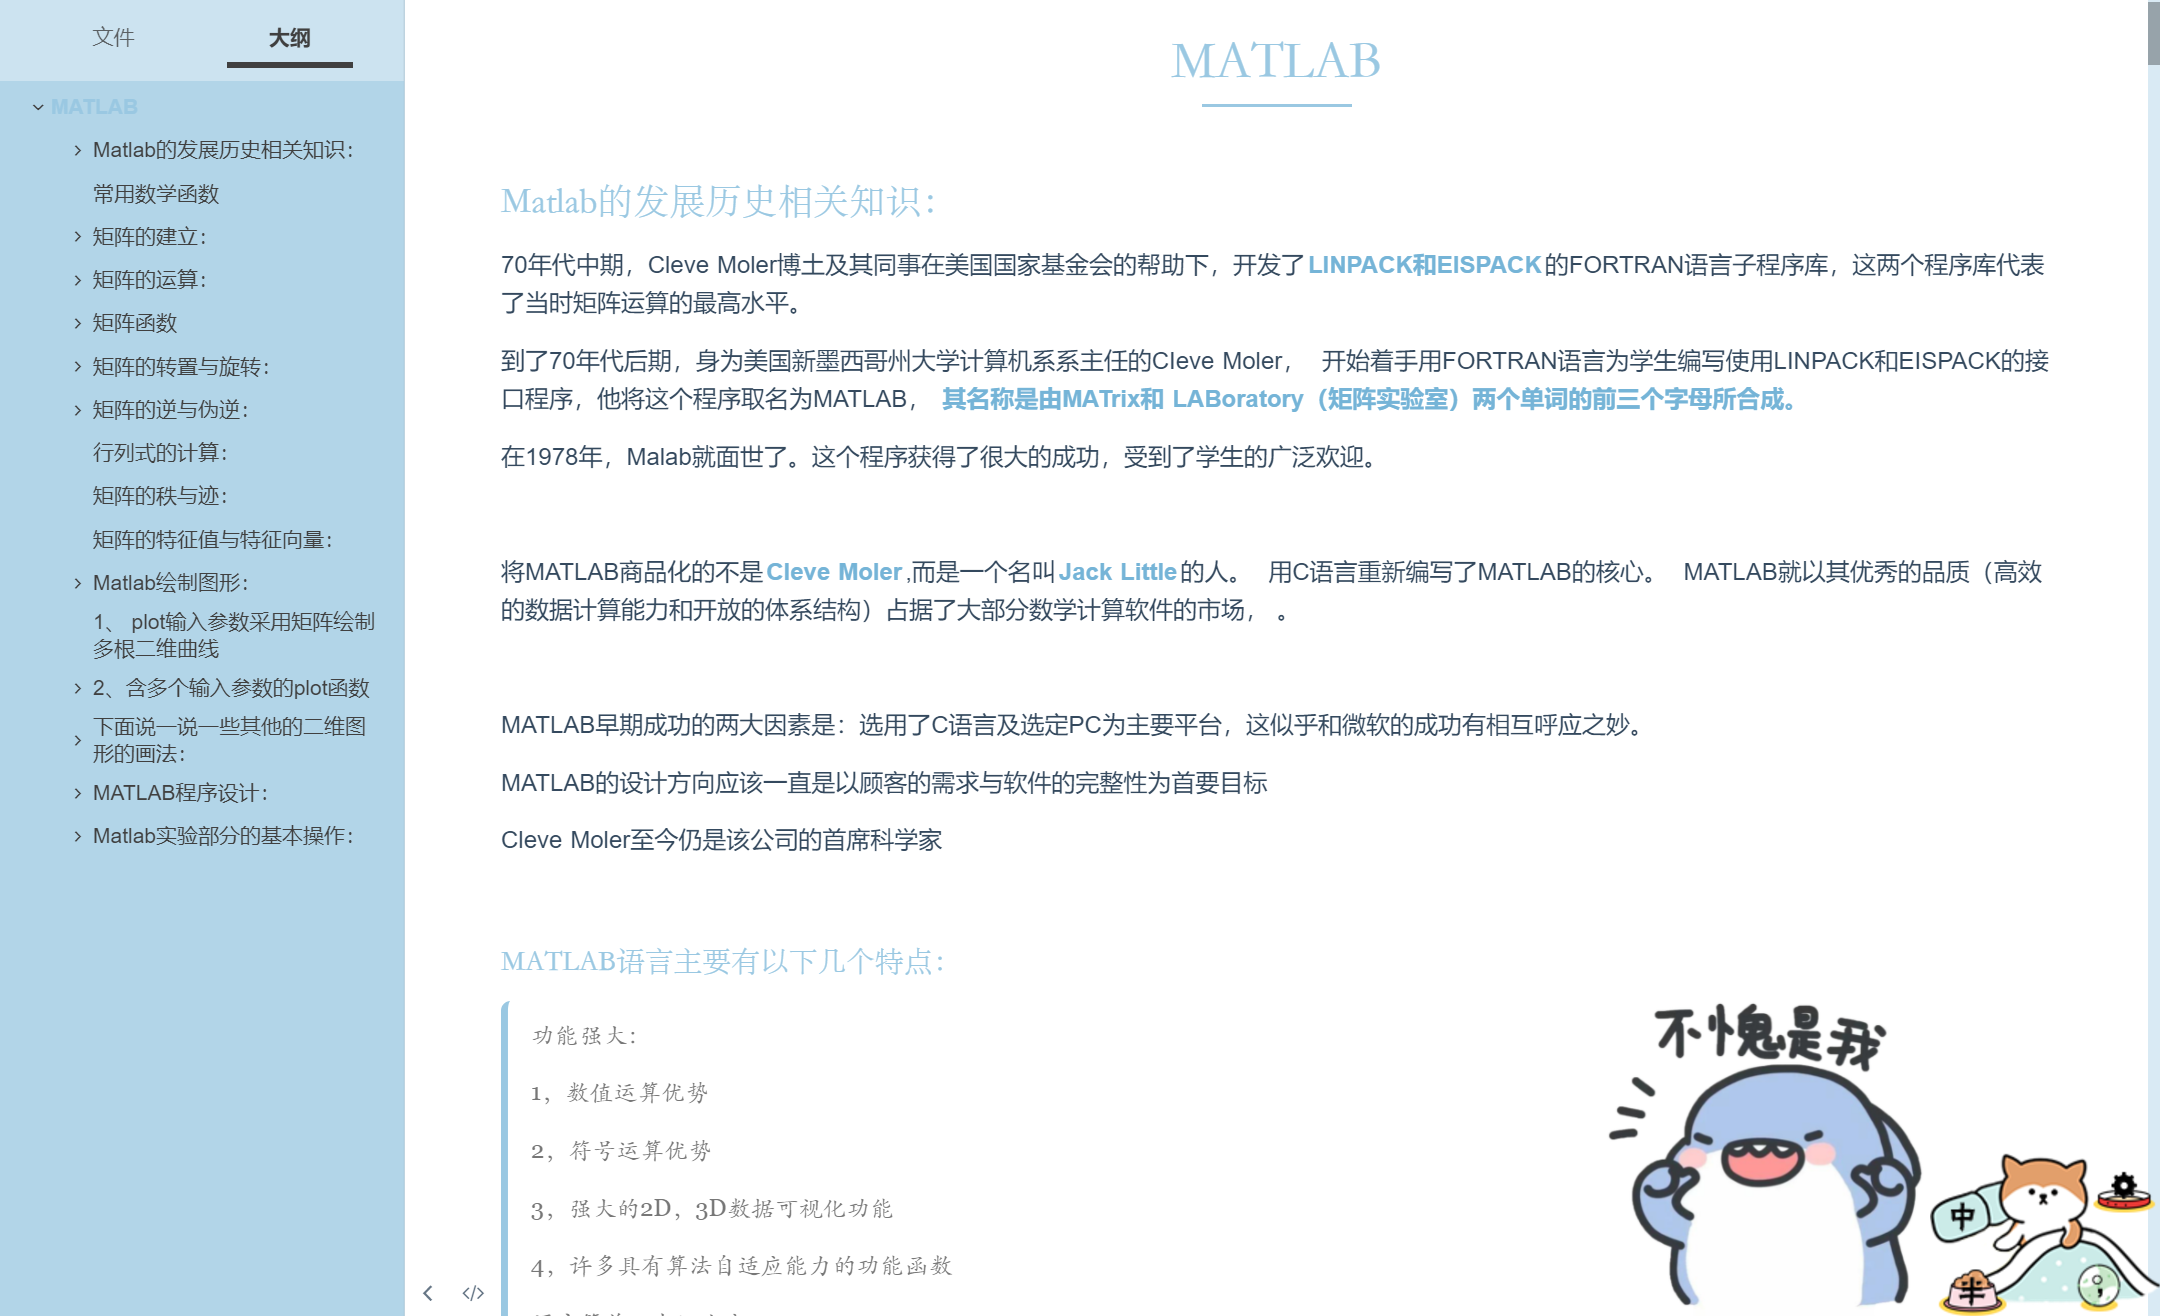 文件
大纲
MATLAB
Matlab的发展历史相关知识：
常用数学函数
矩阵的建立：
矩阵的运算：
矩阵函数
矩阵的转置与旋转：
矩阵的逆与伪逆：
行列式的计算：
矩阵的秩与迹：
矩阵的特征值与特征向量：
Matlab绘制图形：
1、 plot输入参数采用矩阵绘制
多根二维曲线
2、含多个输入参数的plot函数
下面说一说一些其他的二维图
形的画法：
MATLAB程序设计：
Matlab实验部分的基本操作：
MATLAB
Matlab的发展历史相关知识：
70年代中期，Cleve Moler博士及其同事在美国国家基金会的帮助下，开发了LINPACK和EISPACK的FORTRAN语言子程序库，这两个程序库代表
了当时矩阵运算的最高水平。
到了70年代后期，身为美国新墨西哥州大学计算机系系主任的CIeve Moler， 开始着手用FORTRAN语言为学生编写使用LINPACK和EISPACK的接
口程序，他将这个程序取名为MATLAB， 其名称是由MATrix和 LABoratory（矩阵实验室）两个单词的前三个字母所合成。
在1978年，Malab就面世了。这个程序获得了很大的成功，受到了学生的广泛欢迎。
将MATLAB商品化的不是Cleve Moler,而是一个名叫Jack Little的人。 用C语言重新编写了MATLAB的核心。 MATLAB就以其优秀的品质（高效
的数据计算能力和开放的体系结构）占据了大部分数学计算软件的市场， 。
MATLAB早期成功的两大因素是：选用了C语言及选定PC为主要平台，这似乎和微软的成功有相互呼应之妙。
MATLAB的设计方向应该一直是以顾客的需求与软件的完整性为首要目标
Cleve Moler至今仍是该公司的首席科学家
MATLAB语言主要有以下几个特点：
功能强大：
1，数值运算优势
2，符号运算优势
3，强大的2D，3D数据可视化功能
4，许多具有算法自适应能力的功能函数
不愧是我
中
半